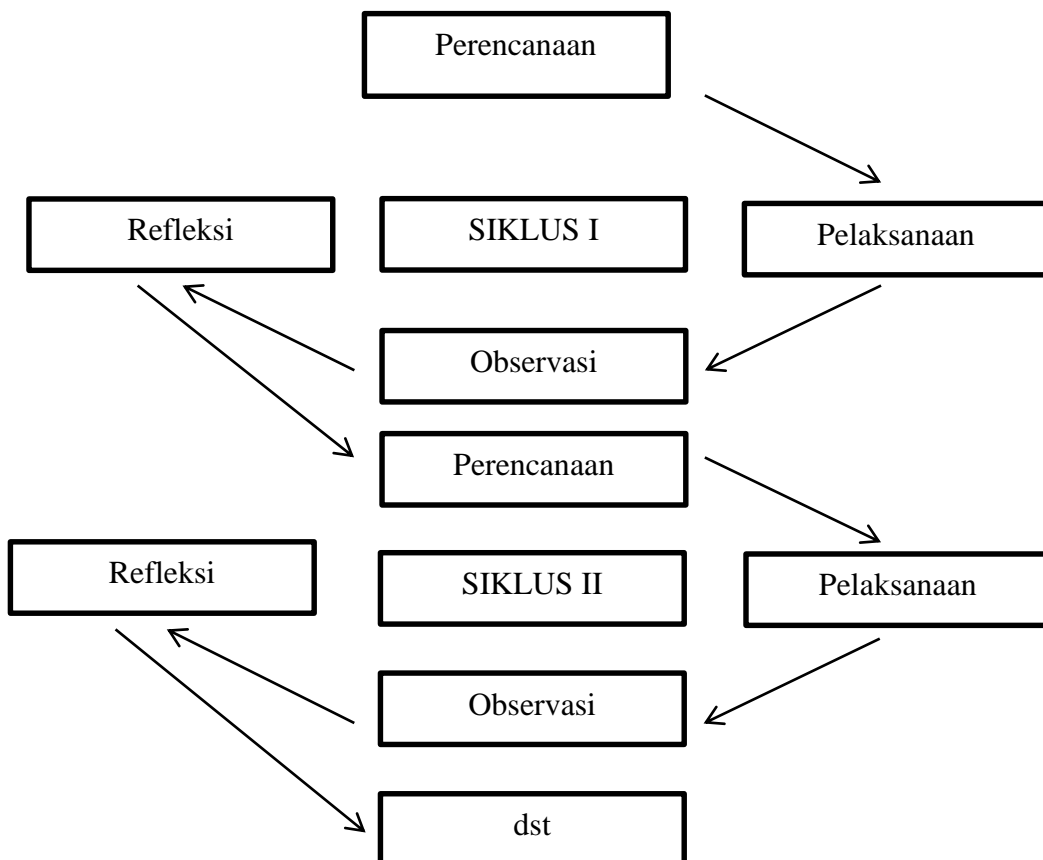 Perencanaan
Refleksi
SIKLUS I
Pelaksanaan
Observasi
Perencanaan
Refleksi
SIKLUS II
Pelaksanaan
Observasi
dst